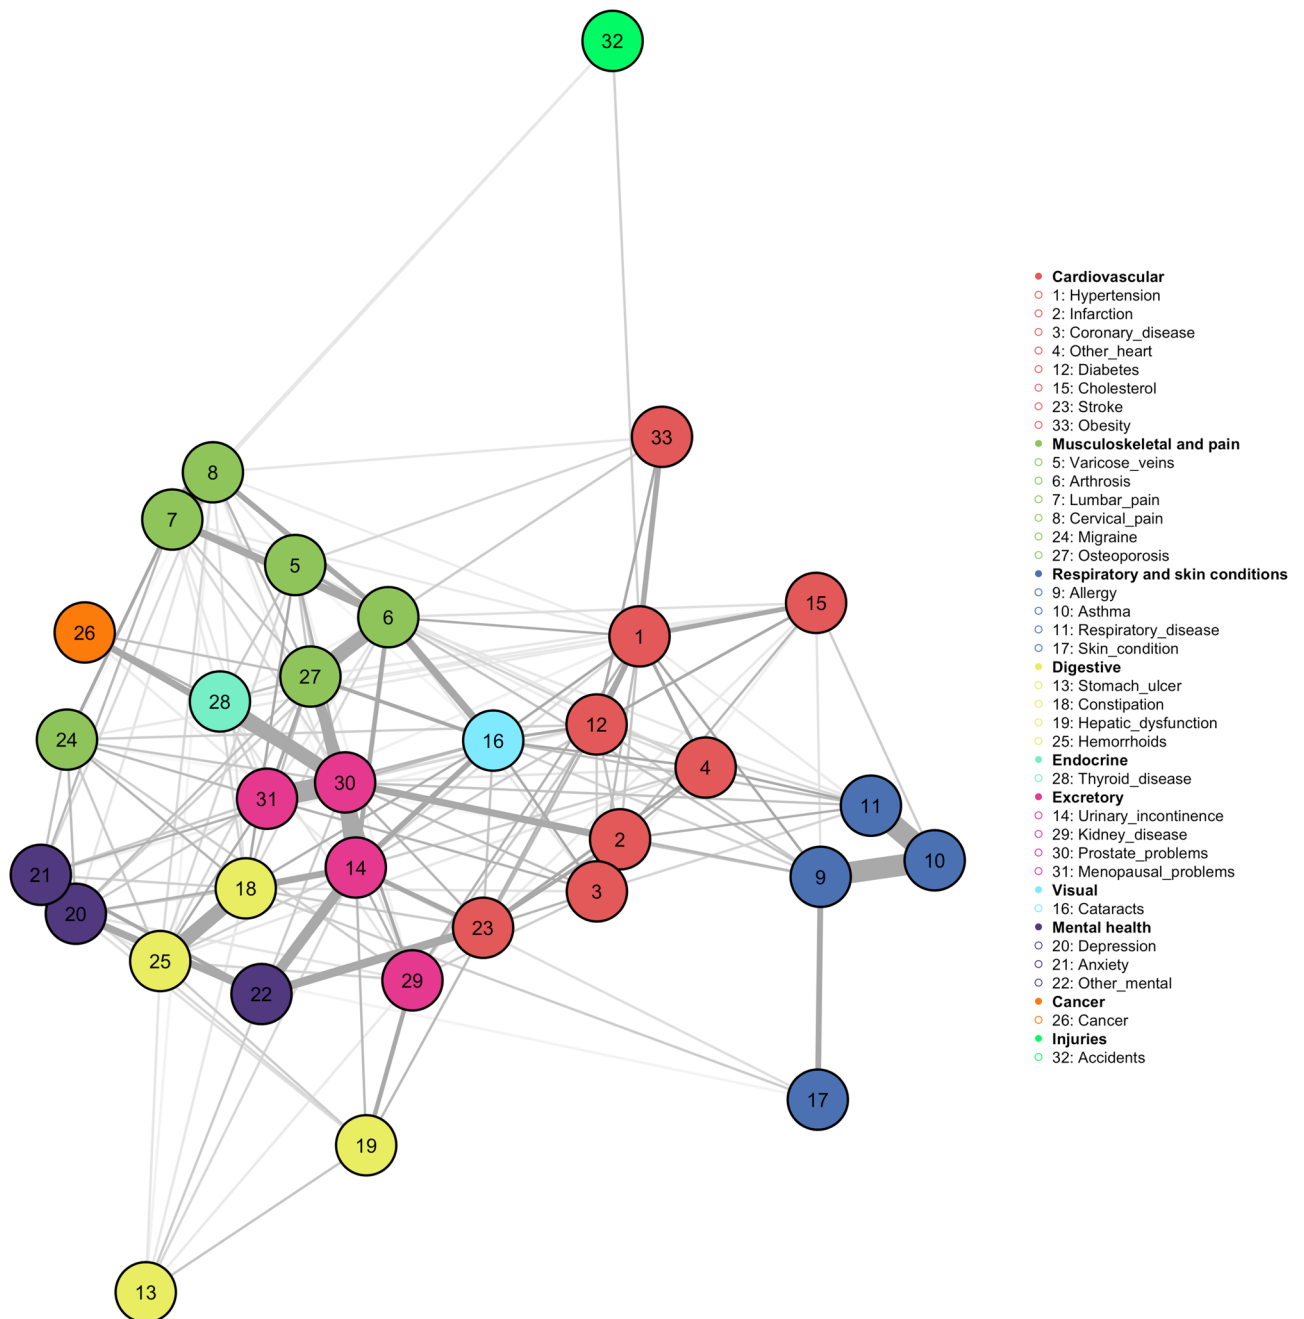 32
33
8
7
5
15
6
26
1
27
28
12
24
16
4
30
31
11
2
10
14
21
9
18
3
20
23
25
29
22
17
19
13
Cardiovascular
1: Hypertension
2: Infarction
3: Coronary_disease
4: Other_heart
12: Diabetes
15: Cholesterol
23: Stroke
33: Obesity
Musculoskeletal and pain
5: Varicose_veins
6: Arthrosis
7: Lumbar_pain
8: Cervical_pain
24: Migraine
27: Osteoporosis
Respiratory and skin conditions
9: Allergy
10: Asthma
11: Respiratory_disease
17: Skin_condition
Digestive
13: Stomach_ulcer
18: Constipation
19: Hepatic_dysfunction
25: Hemorrhoids
Endocrine
28: Thyroid_disease
Excretory
14: Urinary_incontinence
29: Kidney_disease
30: Prostate_problems
31: Menopausal_problems
Visual
16: Cataracts
Mental health
20: Depression
21: Anxiety
22: Other_mental
Cancer
26: Cancer
Injuries
32: Accidents